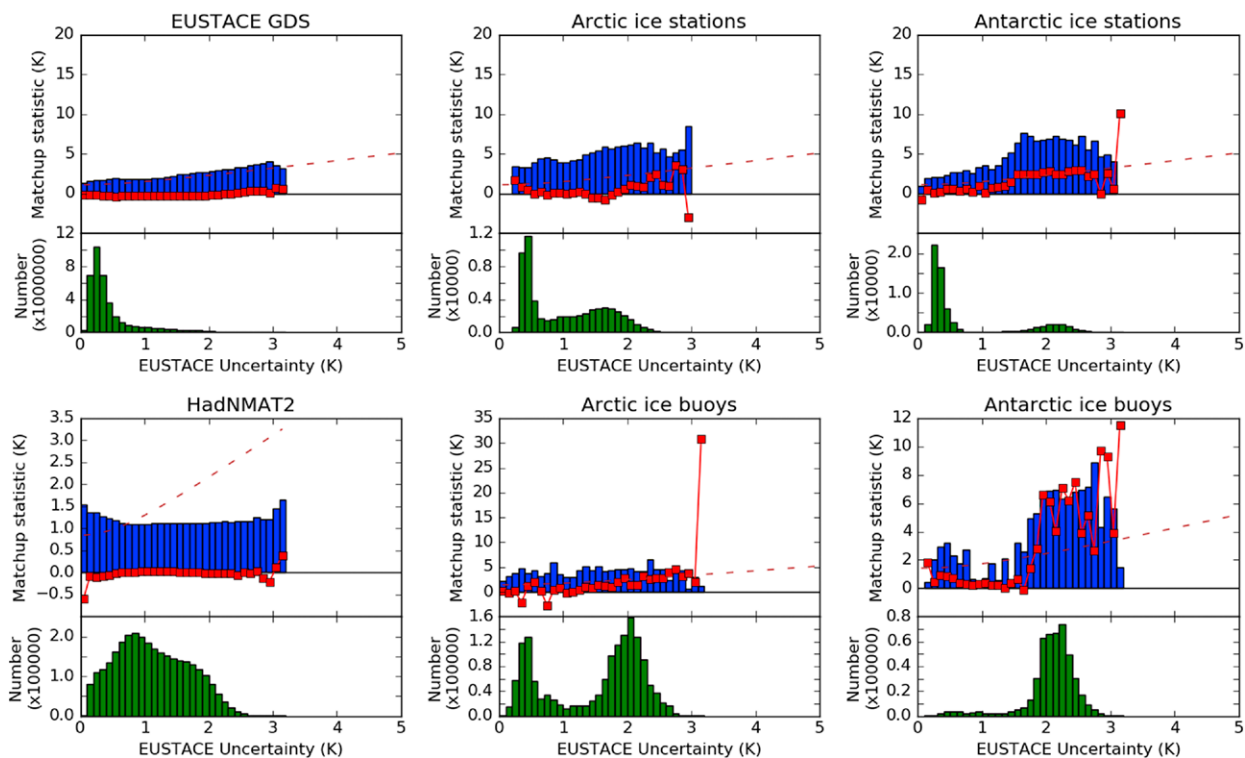 EUSTACE GDS
20
15
10
5
0
Matchup statistic (K)
12
8
4
0
Number
(x1000000)
0 1 2 3 4 5
EUSTACE Uncertainty (K)
Arctic ice stations
20
15
10
5
0
Matchup statistic (K)
1.2
0.8
0.4
0.0
Number
(x100000)
0 1 2 3 4 5
EUSTACE Uncertainty (K)
Antarctic ice stations
20
15
10
5
0
Matchup statistic (K)
2.0
1.0
0.0
Number
(x100000)
0 1 2 3 4 5
EUSTACE Uncertainty (K)
HadNMAT2
3.5
3.0
2.5
2.0
1.5
1.0
0.5
0.0
−0.5
Matchup statistic (K)
2.0
1.0
0.0
Number
(x100000)
0 1 2 3 4 5
EUSTACE Uncertainty (K)
Arctic ice buoys
35
30
25
20
15
10
5
0
Matchup statistic (K)
1.6
1.2
0.8
0.4
0.0
Number
(x100000)
0 1 2 3 4 5
EUSTACE Uncertainty (K)
Antarctic ice buoys
12
10
8
6
4
2
0
Matchup statistic (K)
0.8
0.6
0.4
0.2
0.0
Number
(x100000)
0 1 2 3 4 5
EUSTACE Uncertainty (K)